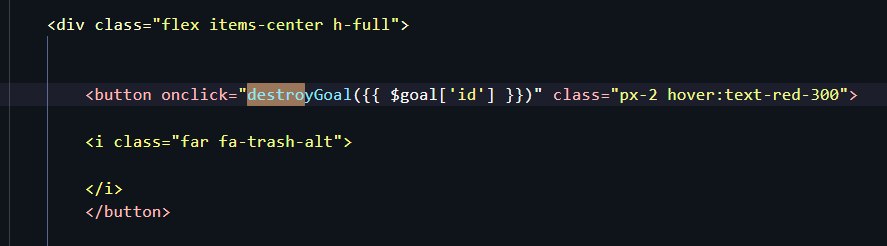 <div class="flex items-center h-full">
<button onclick="destroyGoal({{ $goal['id'] }})" class="px-2 hover:text-red-300">
<i class="far fa-trash-alt">
</i>
</button>